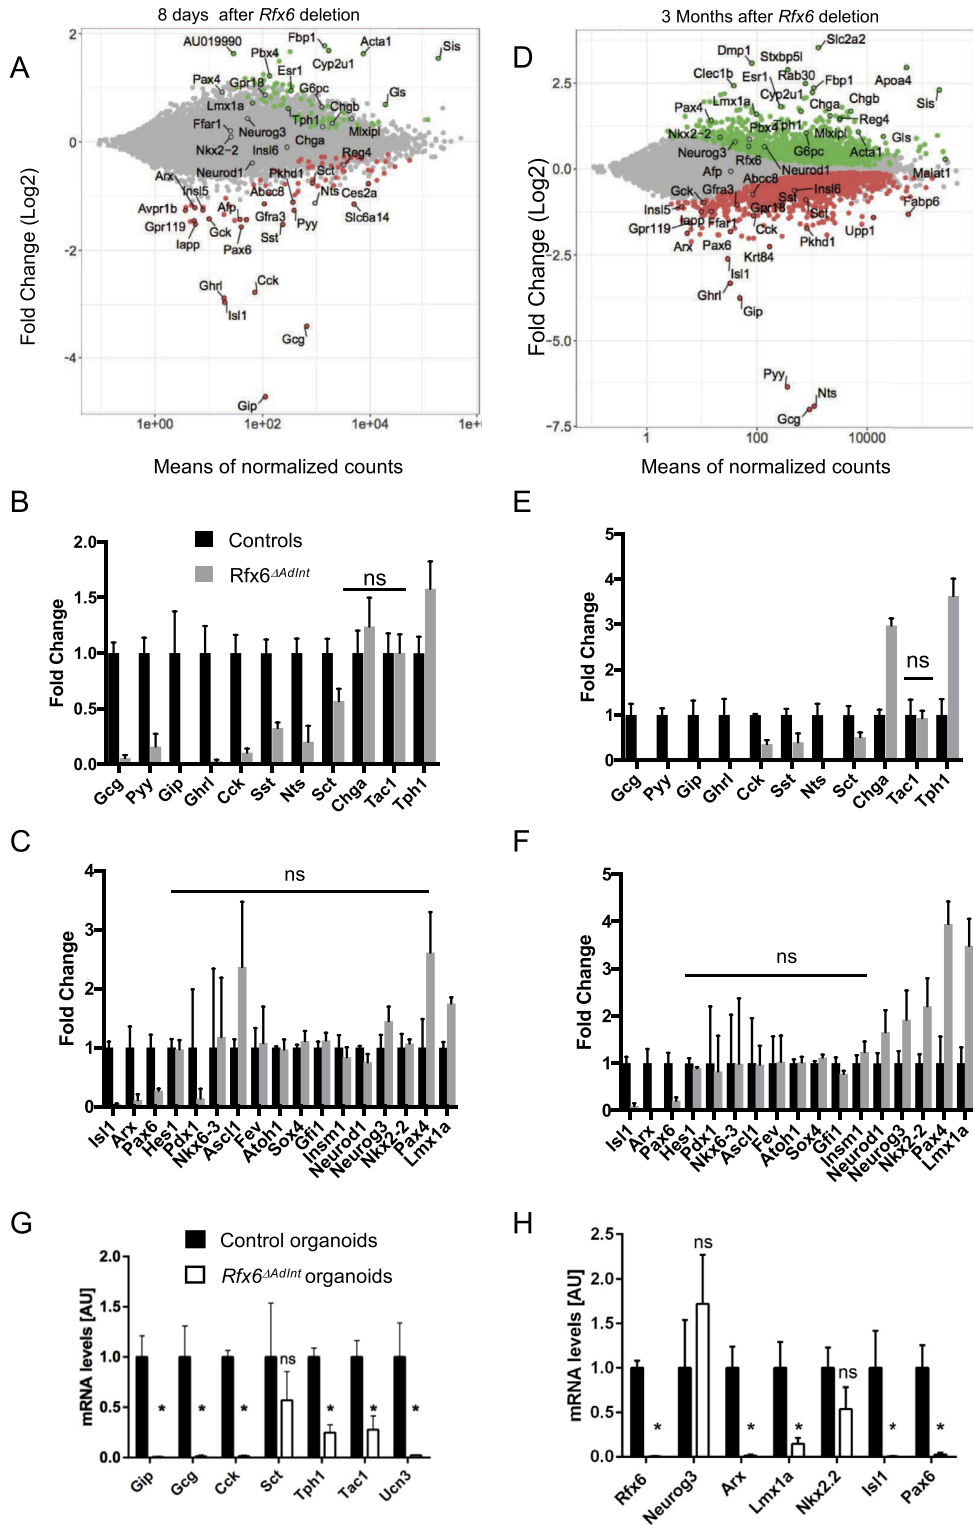 8 days after Rfx6 deletion
A
Fold Change (Log2)
2
0
-2
-4
1e+00
1e+02
1e+04
1e+
Means of normalized counts
AU019990
Fbp1
Acta1
Sis
Pbx4
Cyp2u1
Esr1
Pax4
Gpr18
G6pc
Gls
Lmx1a
Chgb
Tph1
Ffar1
Neurog3
Mlxipl
Chga
Nkx2-2
Insl6
Reg4
Arx
Neurod1
Pkhd1
Sct
Insl5
Abcc8
Nts
Ces2a
Avpr1b
Afp
Gfra3
Pyy
Slc6a14
Gpr119
Gck
Sst
Iapp
Pax6
Ghrl
Cck
Isl1
Gcg
Gip
3 Months after Rfx6 deletion
D
Fold Change (Log2)
2.5
0.0
-2.5
-5.0
-7.5
1
100
10000
Means of normalized counts
Slc2a2
Dmp1
Stxbp5l
Clec1b
Esr1
Rab30
Fbp1
Apoa4
Cyp2u1
Lmx1a
Chga
Chgb
Sis
Pax4
Reg4
Nkx2-2
Pbx4
Tph1
Mlxipl
Gls
Neurog3
Rfx6
G6pc
Acta1
Afp
Neurod1
Malat1
Abcc8
Gck
Gfra3
Insl6
Sst
Fabp6
Insl5
Gpr18
Sct
Iapp
Ffar1
Gpr119
Cck
Upp1
Arx
Pax6
Pkhd1
Krt84
Isl1
Ghrl
Gip
Pyy
Nts
Gcg
B
Controls
Rfx6ΔAdInt
ns
Fold Change
2.0
1.5
1.0
0.5
0.0
Gcg
Pyy
Gip
Ghrl
Cck
Sst
Nts
Sct
Chga
Tac1
Tph1
E
Fold Change
5
4
3
2
1
0
ns
Gcg
Pyy
Gip
Ghrl
Cck
Sst
Nts
Sct
Chga
Tac1
Tph1
C
Fold Change
4
3
2
1
0
ns
Isl1
Arx
Pax6
Hes1
Pdx1
Nkx6-3
Ascl1
Fev
Atoh1
Sox4
Gfi1
Insm1
Neurod1
Neurog3
Nkx2-2
Pax4
Lmx1a
F
Fold Change
5
4
3
2
1
0
ns
Isl1
Arx
Pax6
Hes1
Pdx1
Nkx6-3
Ascl1
Fev
Atoh1
Sox4
Gfi1
Insm1
Neurod1
Neurog3
Nkx2-2
Pax4
Lmx1a
G
Control organoids
Rfx6ΔAdInt organoids
mRNA levels [AU]
2.0
1.5
1.0
0.5
0.0
* * * ns * * *
Gip
Gcg
Cck
Sct
Tph1
Tac1
Ucn3
H
mRNA levels [AU]
2.5
2.0
1.5
1.0
0.5
0.0
* ns * * ns * *
Rfx6
Neurog3
Arx
Lmx1a
Nkx2.2
Isl1
Pax6